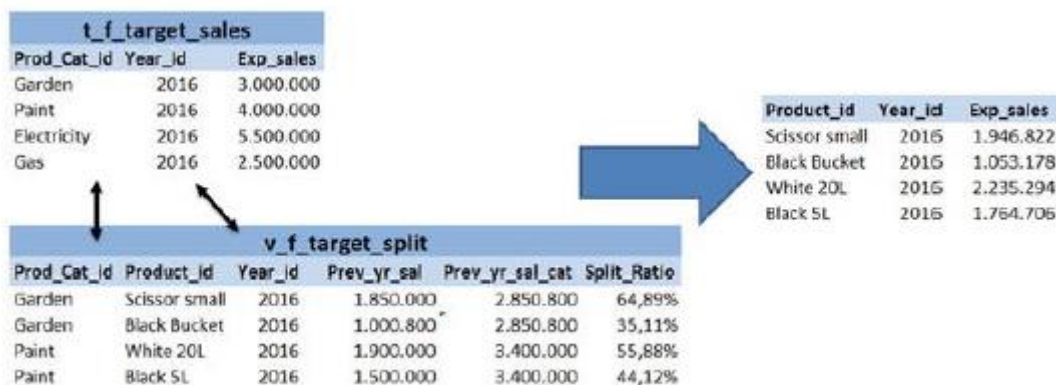 t_f_target_sales
Prod_Cat_id Year_id Exp_sales
Garden 2016 3.000.000
Paint 2016 4.000.000
Electricity 2016 5.500.000
Gas 2016 2.500.000
Product_id Year_id Exp_sales
Scissor small 2016 1.946.822
Black Bucket 2016 1.053.178
White 20L 2016 2.235.294
Black 5L 2016 1.764.706
v_f_target_split
Prod_Cat_id Product_id Year_id Prev_yr_sal Prev_yr_sal_cat Split_Ratio
Garden Scissor small 2016 1.850.000 2.850.800 64,89%
Garden Black Bucket 2016 1.000.800 2.850.800 35,11%
Paint White 20L 2016 1.900.000 3.400.000 55,88%
Paint Black 5L 2016 1.500.000 3.400.000 44,12%